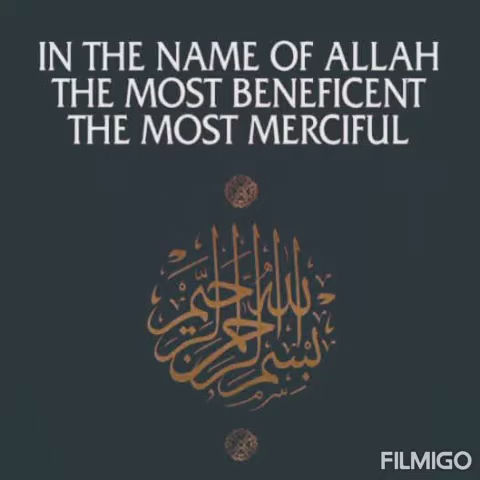 IN THE NAME OF ALLAH
THE MOST BENEFICENT
THE MOST MERCIFUL
بسم الله الرحمن الرحيم
FILMIGO